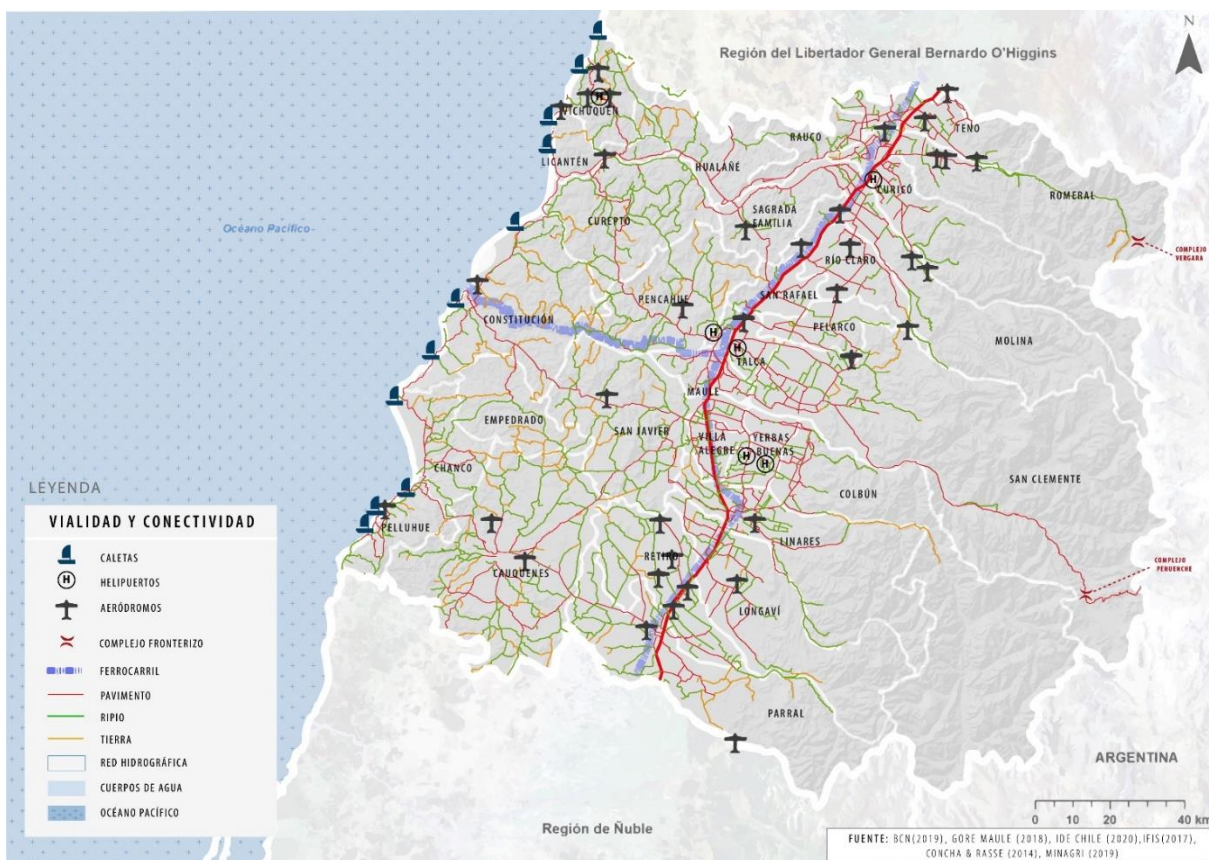 N
Región del Libertador General Bernardo O'Higgins
VICHUQUÉN
H
TENO
RAUCO
LICANTÉN
HUALAÑÉ
H
CURICÓ
ROMERAL
SAGRADA
FAMILIA
CUREPTO
Océano Pacífico
COMPLEJO
VERGARA
RÍO CLARO
PENCAHUE
SAN RAFAEL
CONSTITUCIÓN
PELARCO
H
MOLINA
H
TALCA
MAULE
EMPEDRADO
SAN JAVIER
VILLA
ALEGRE
YERBAS
BUENAS
H
H
CHANCO
SAN CLEMENTE
COLBÚN
PELLUHUE
LINARES
RETIRO
CAUQUENES
COMPLEJO
PEHUENCHE
LONGAVÍ
PARRAL
ARGENTINA
Región de Ñuble
0 10 20 40 km
LEYENDA
VIALIDAD Y CONECTIVIDAD
CALETAS
H HELIPUERTOS
AERÓDROMOS
COMPLEJO FRONTERIZO
FERROCARRIL
PAVIMENTO
RIPIO
TIERRA
RED HIDROGRÁFICA
CUERPOS DE AGUA
OCÉANO PACÍFICO
FUENTE: BCN(2019), GORE MAULE (2018), IDE CHILE (2020),IFIS(2017),
CONCHA & RASSE (2014), MINAGRI (2019)